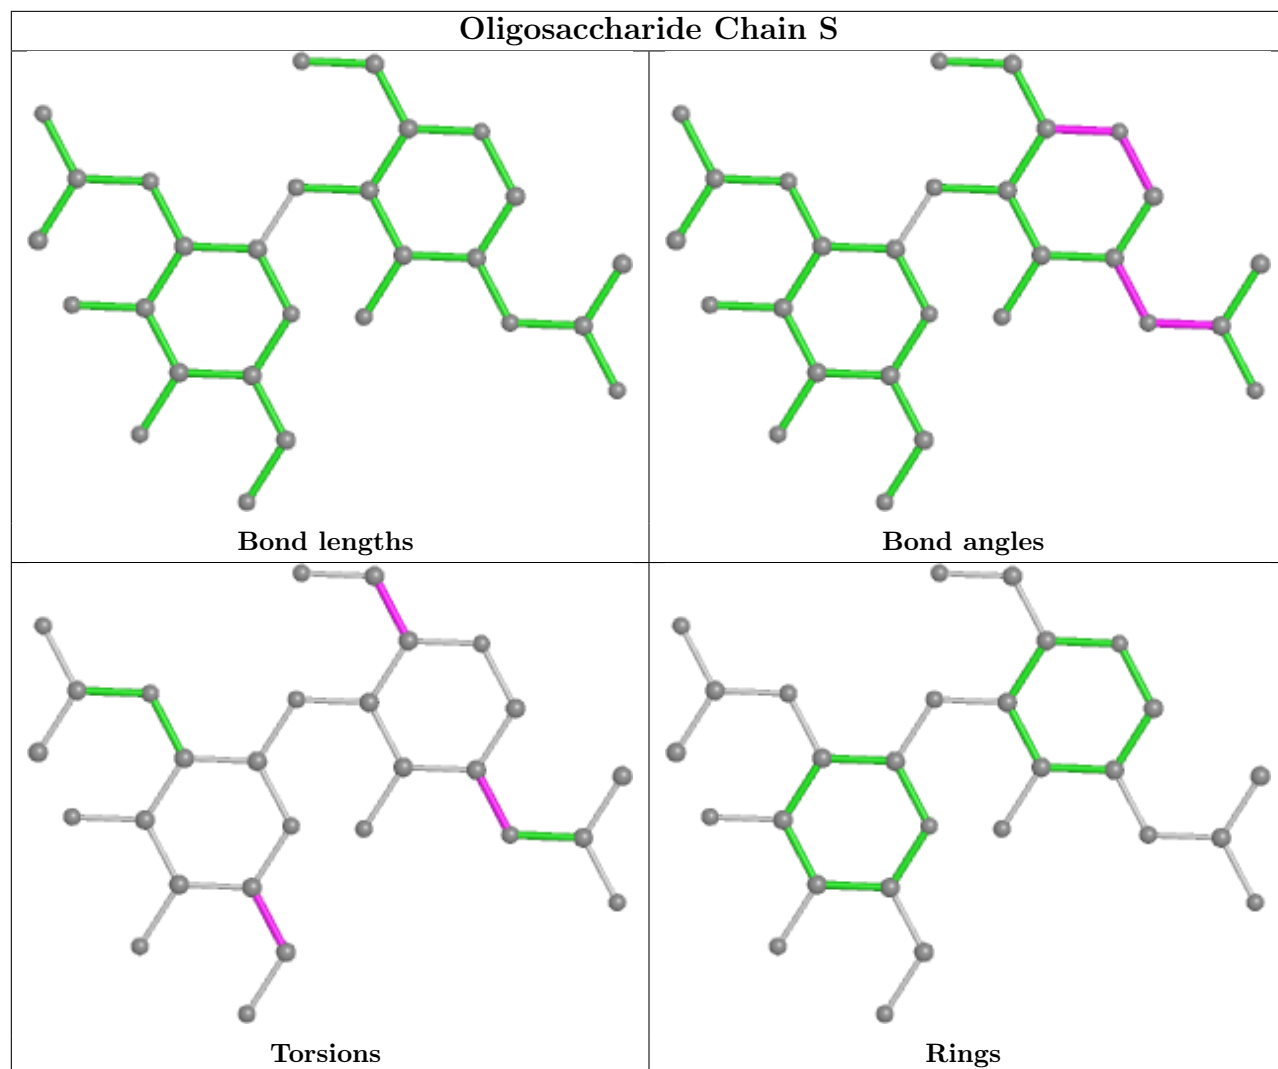 Oligosaccharide Chain S
Bond lengths
Bond angles
Torsions
Rings